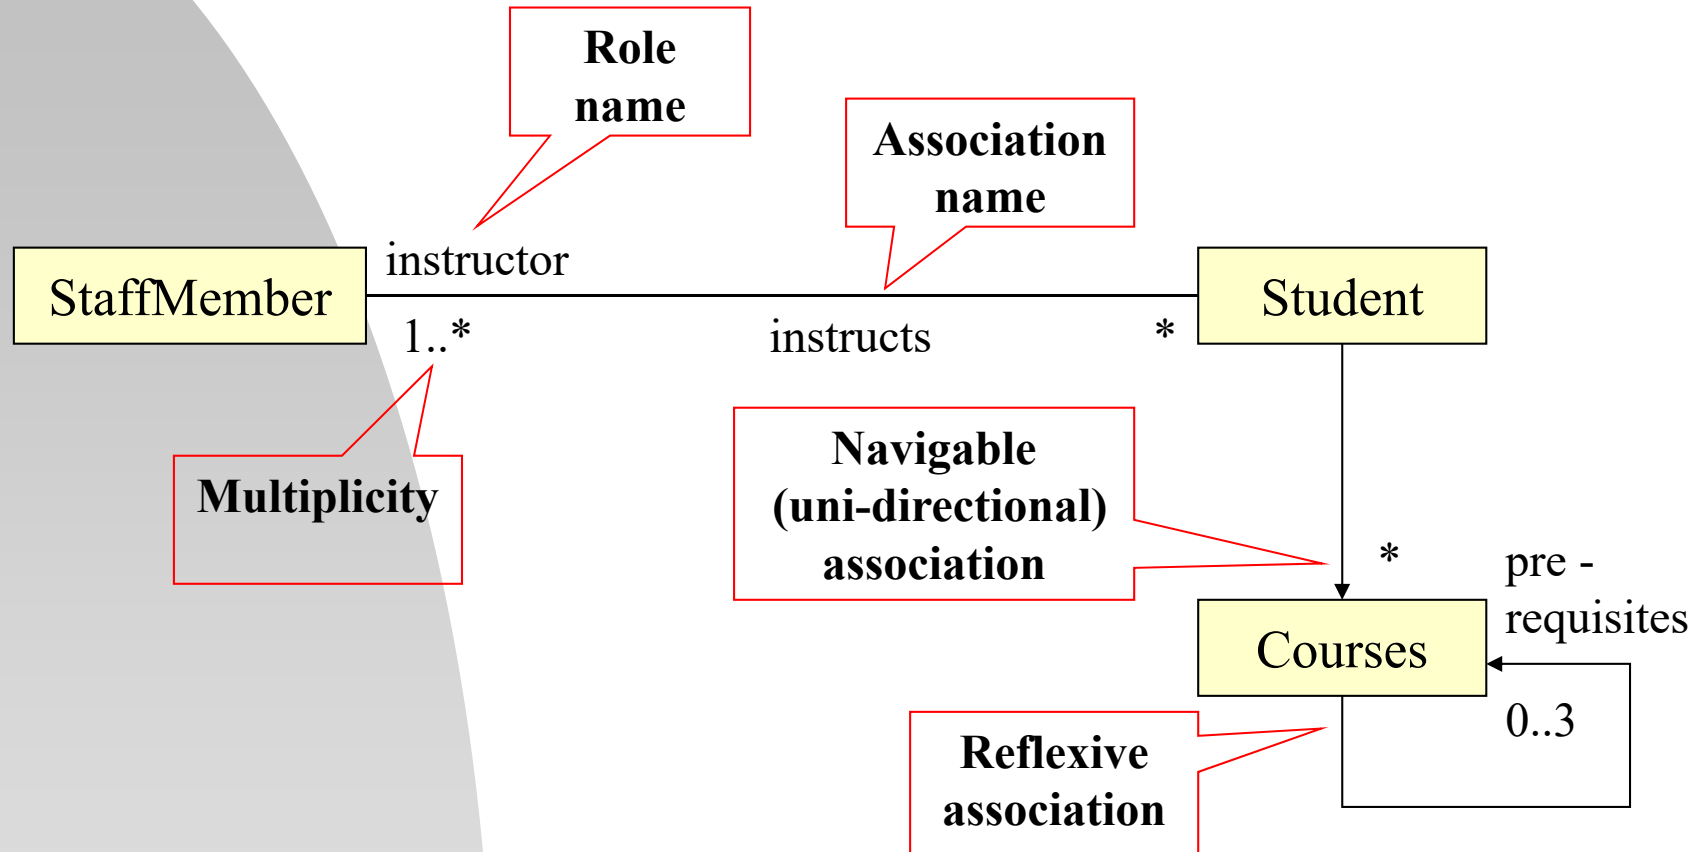 Role
name
Association
name
instructor
StaffMember
Student
1..*
instructs
*
Multiplicity
Navigable
(uni-directional)
association
*
pre -
requisites
Courses
0..3
Reflexive
association